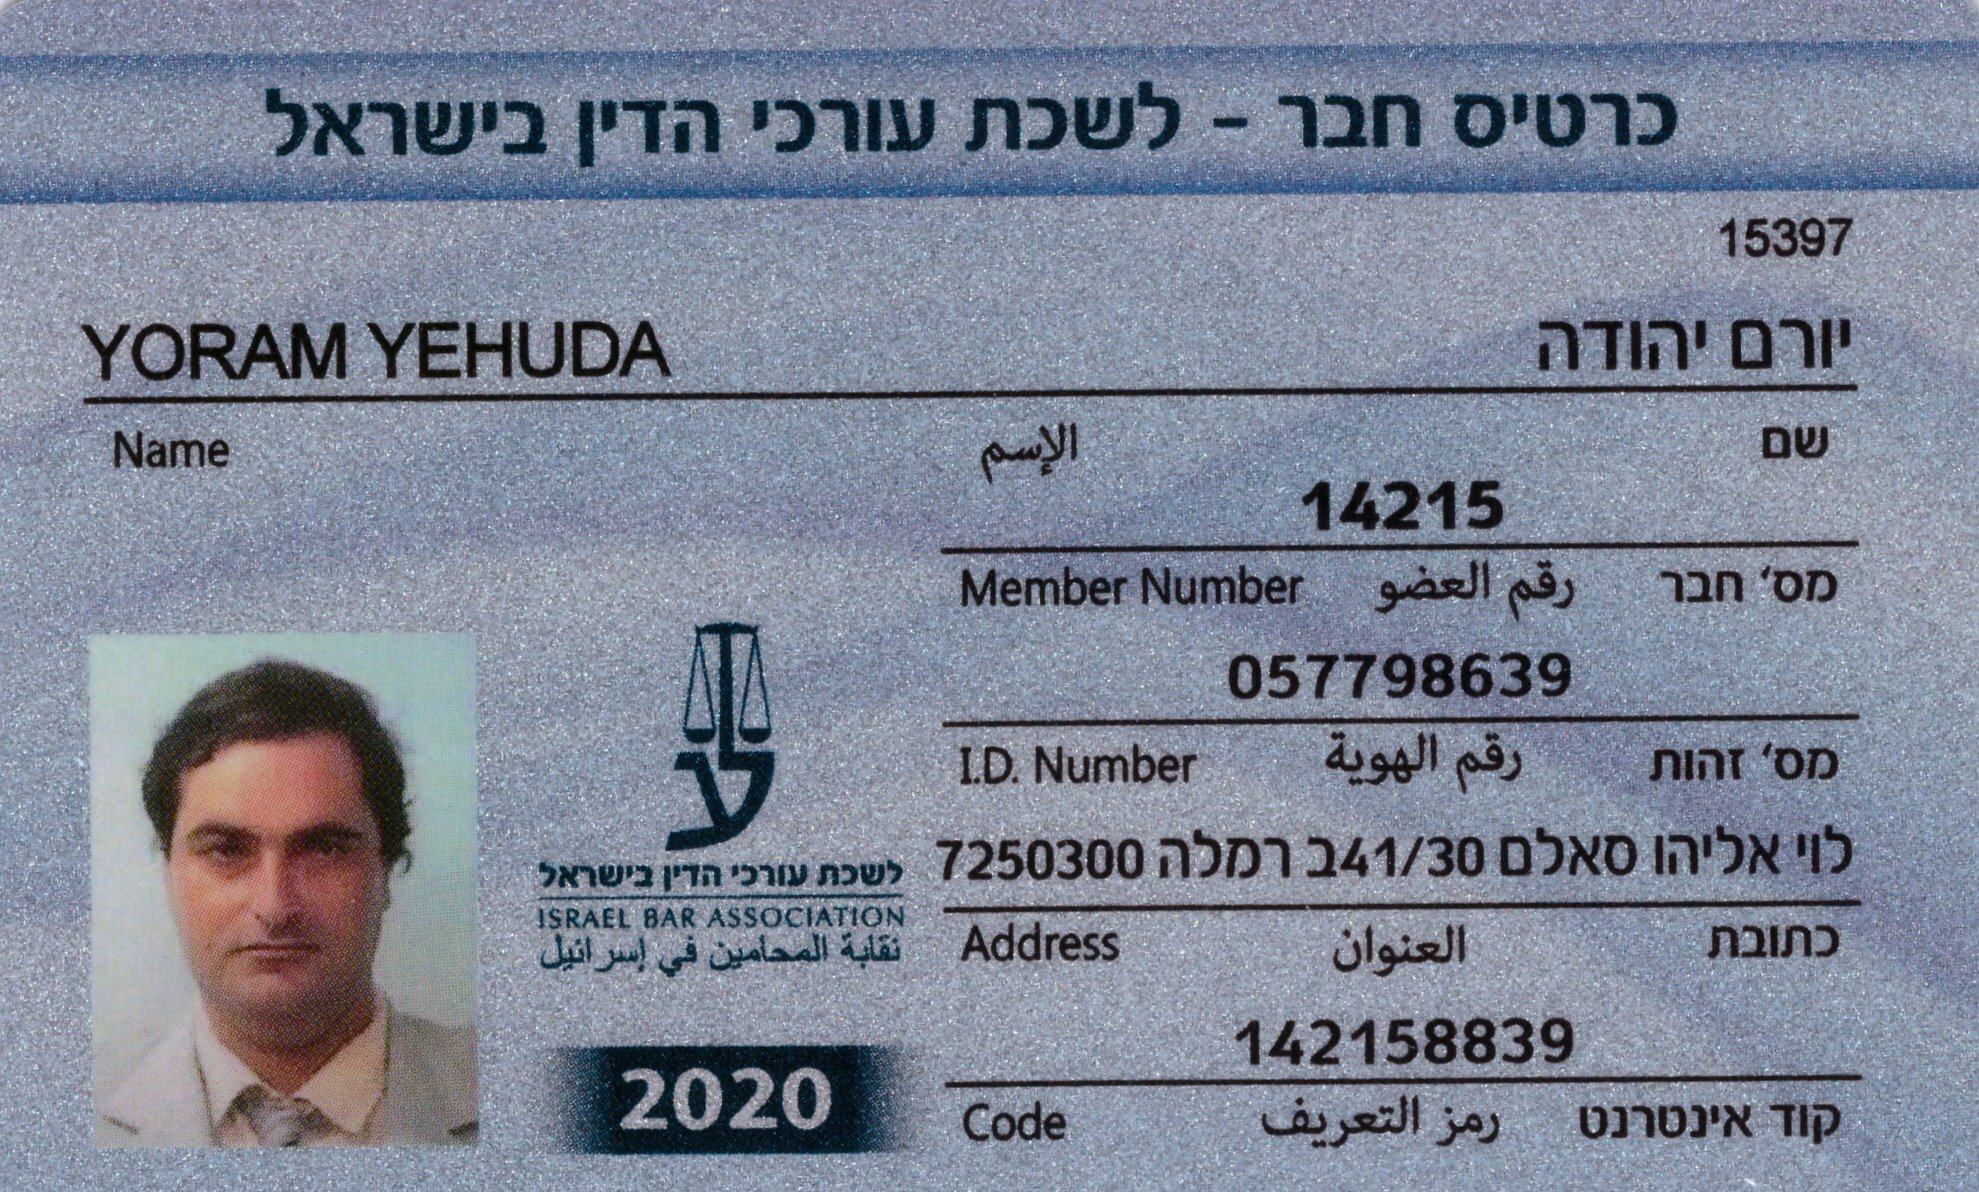 כרטיס חבר – לשכת עורכי הדין בישראל
15397
YORAM YEHUDA יורם יהודה
Name الإسم שם
14215
Member Number رقم العضو מס' חבר
057798639
I.D. Number رقم الهوية מס' זהות
לוי אליהו סאלם 41/30ב רמלה 7250300
Address العنوان כתובת
142158839
Code رمز التعريف קוד אינטרנט
לשכת עורכי הדין בישראל
ISRAEL BAR ASSOCIATION
نقابة المحامين في إسرائيل
2020